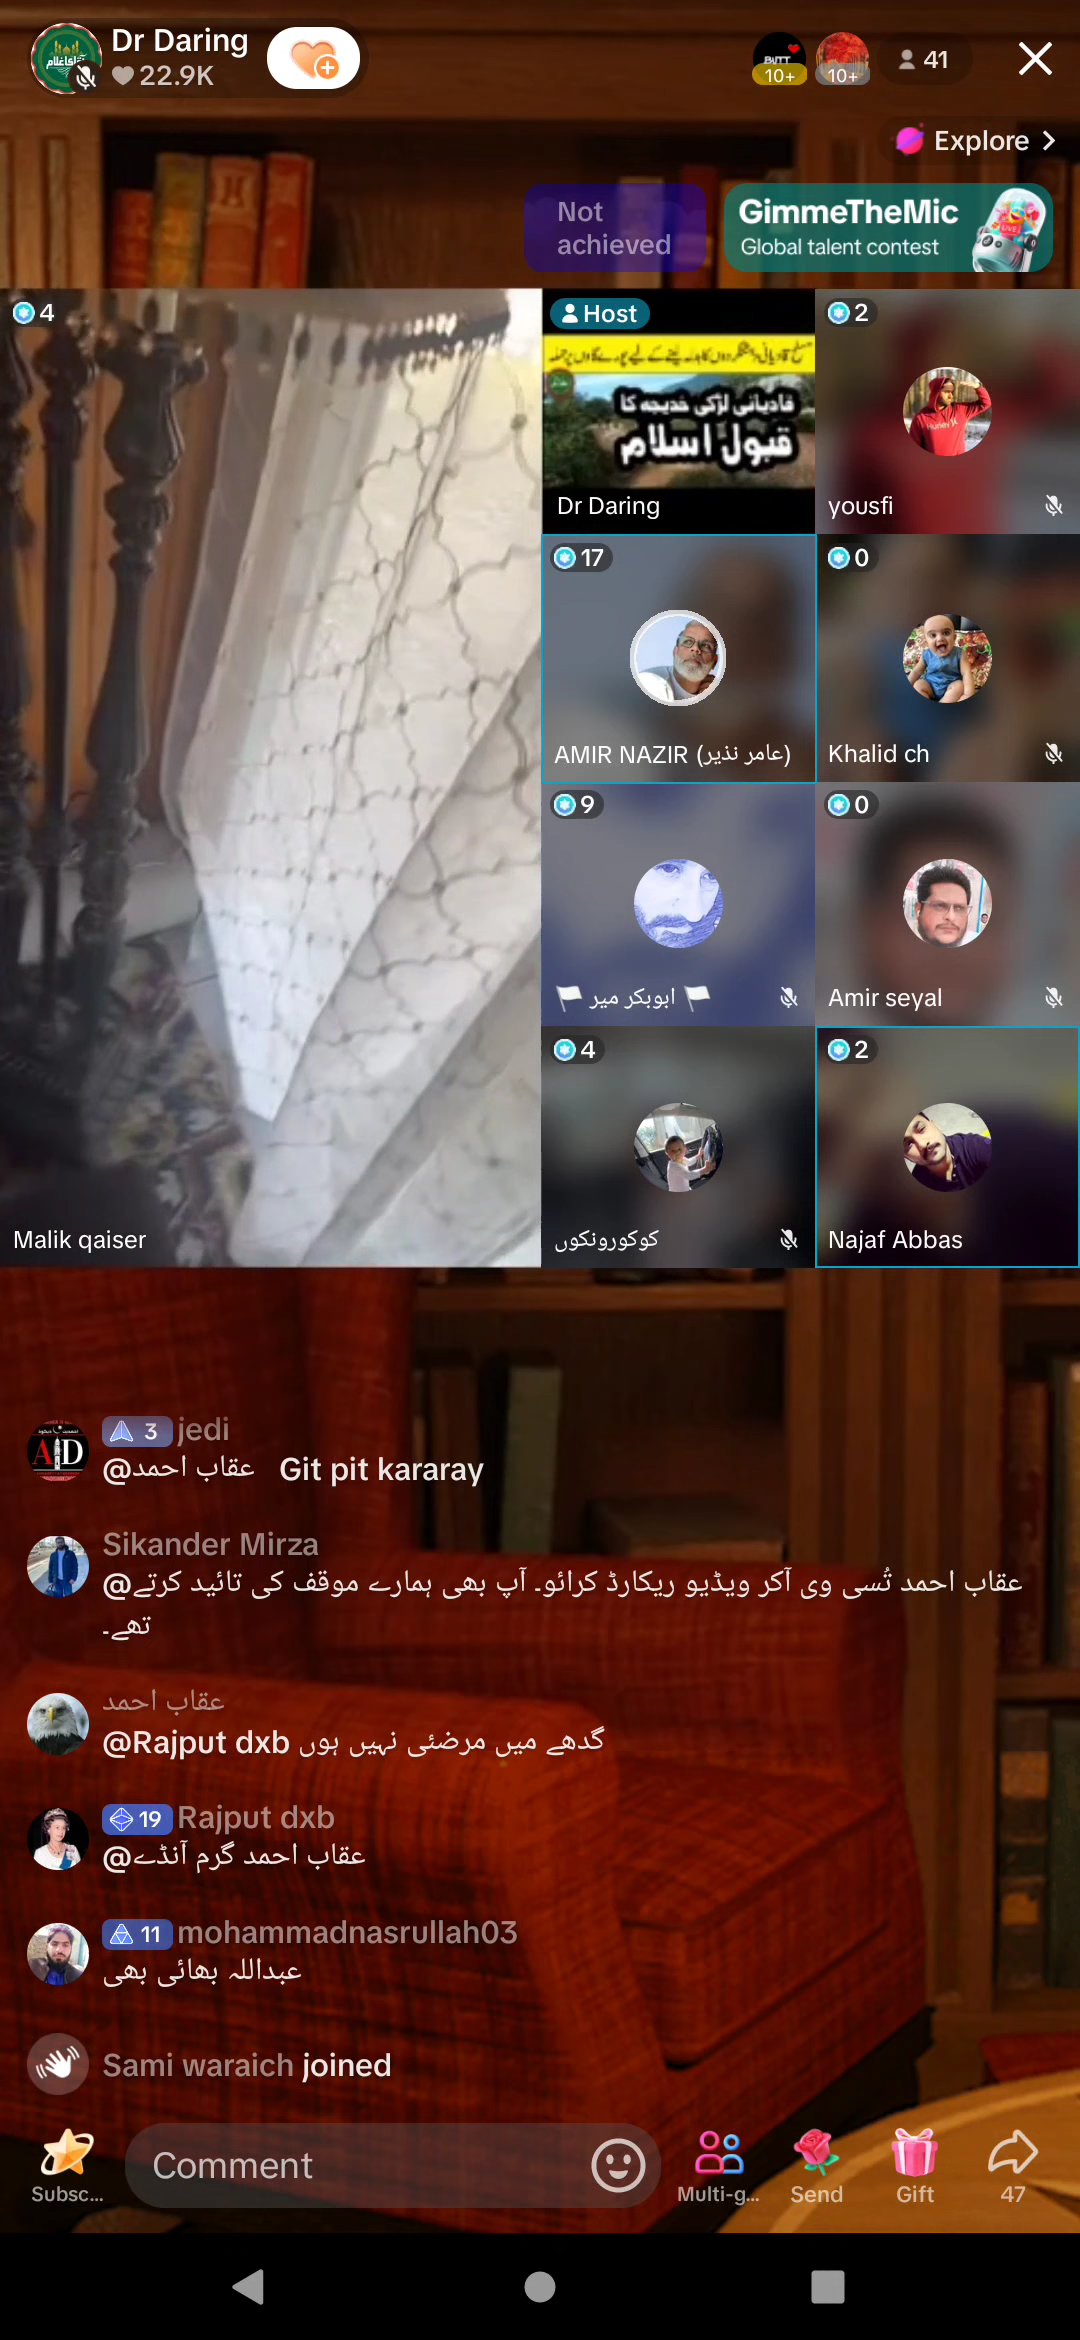 Dr Daring
22.9K
10+
10+
41
Explore
Not
achieved
GimmeTheMic
Global talent contest
LIVE
4
Malik qaiser
Host
قادیانی لڑکی خدیجہ کا
قبول اسلام
Dr Daring
2
yousfi
17
AMIR NAZIR (عامر نذیر)
0
Khalid ch
9
🏳️ ابوبکر میر 🏳️
0
Amir seyal
4
کوکورونکوں
2
Najaf Abbas
3 jedi
@عقاب احمد Git pit kararay
Sikander Mirza
@عقاب احمد تُسی وی آکر ویڈیو ریکارڈ کرائو۔ آپ بھی ہمارے موقف کی تائید کرتے
تھے۔
عقاب احمد
@Rajput dxb گدھے میں مرضئی نہیں ہوں
19 Rajput dxb
@عقاب احمد گرم آنڈے
11 mohammadnasrullah03
عبداللہ بھائی بھی
Sami waraich joined
Comment
Subsc...
Multi-g...
Send
Gift
47